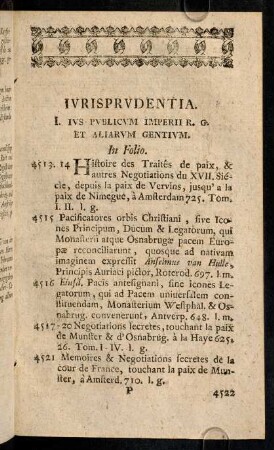 IVRISPRVDENTIA.
I. IVS PVBLICVM IMPERII R. G.
ET ALIARVM GENTIVM.
In Folio.
4513. 14 Histoire des Traités de paix, &
autres Negotiations du XVII. Sié-
cle, depuis la paix de Vervins, jusqu' a la
paix de Nimegue, à Amsterdam 725. Tom.
I. II. l. g.
4515 Pacificatores orbis Christiani, sive Ico-
nes Principum, Ducum & Legatorum, qui
Monasterii atque Osnabrugæ pacem Euro-
pæ reconciliarunt, quosque ad nativam
imaginem expressit Anselmus van Hulle,
Principis Auriaci pictor, Roterod. 697. l. m.
4516 Ejusd. Pacis antesignani, sine icones Le-
gatorum, qui ad Pacem universalem con-
stituendam, Monasterium Westphal. & Os-
nabrug. convenerunt, Antverp. 648. l. m.
4517-20 Negotiations secretes, touchant la paix
de Munster & d'Osnabrug. à la Haye 625.
26. Tom. I-IV. l. g.
4521 Memoires & Negotiations secretes de la
cour de France, touchant la paix de Mun-
ster, à Amsterd. 710. l. g.
P
4522